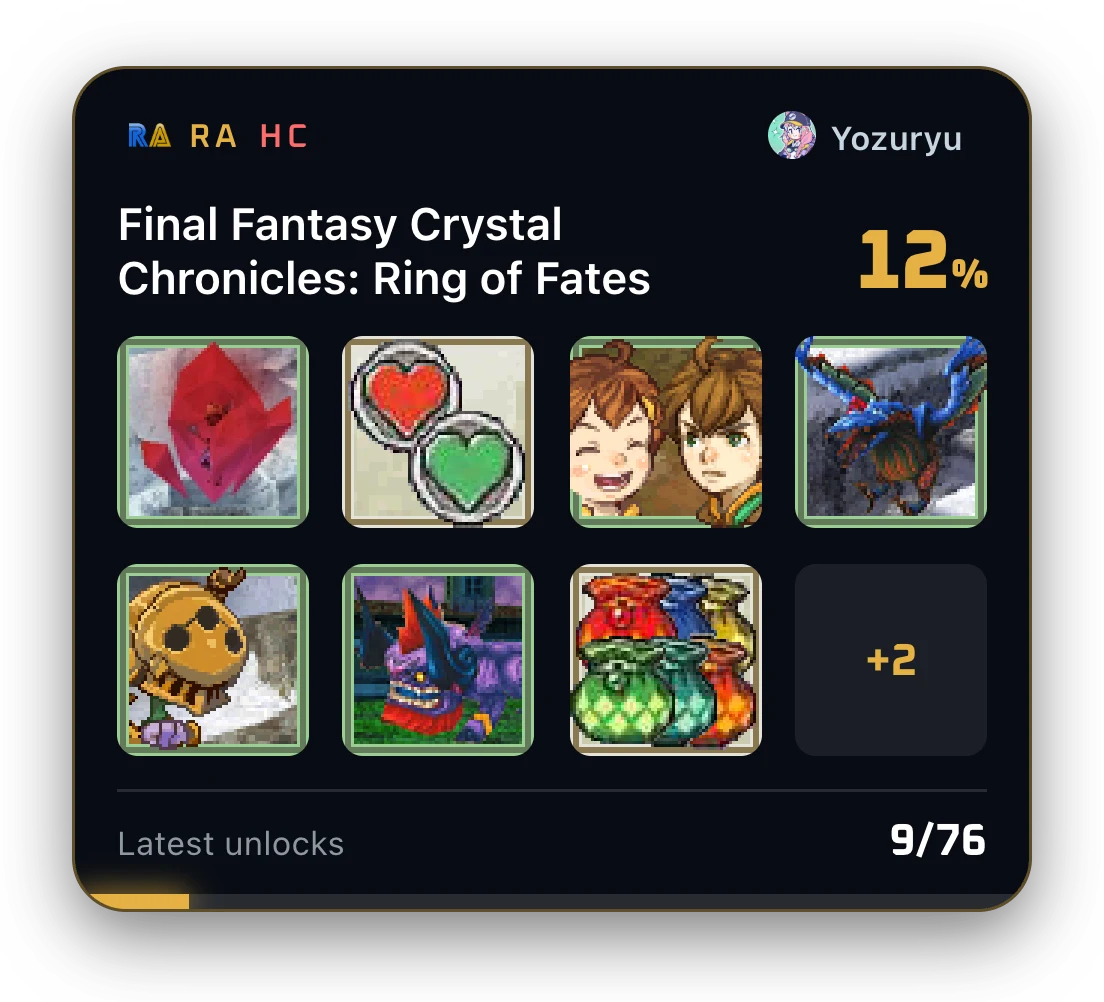 RA RA HC
Yozuryu
Final Fantasy Crystal
Chronicles: Ring of Fates
12%
+2
Latest unlocks
9/76